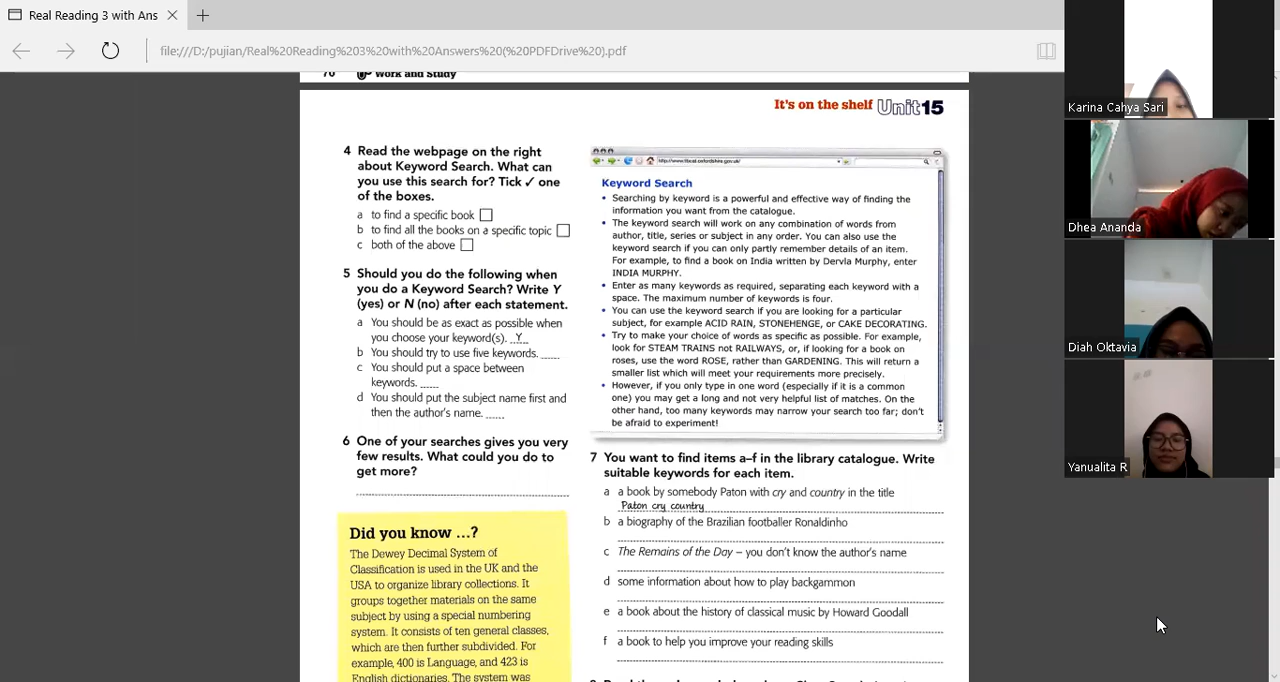 Real Reading 3 with Ans
file:///D:/pujian/Real%20Reading%203%20with%20Answers%20(%20PDFDrive%20).pdf
70 Work and Study
It's on the shelf Unit 15
4 Read the webpage on the right
about Keyword Search. What can
you use this search for? Tick ✓ one
of the boxes.
a to find a specific book
b to find all the books on a specific topic
c both of the above
5 Should you do the following when
you do a Keyword Search? Write Y
(yes) or N (no) after each statement.
a You should be as exact as possible when
you choose your keyword(s). ..Y..
b You should try to use five keywords. ......
c You should put a space between
keywords. ......
d You should put the subject name first and
then the author's name. ......
6 One of your searches gives you very
few results. What could you do to
get more?
Did you know ...?
The Dewey Decimal System of
Classification is used in the UK and the
USA to organize library collections. It
groups together materials on the same
subject by using a special numbering
system. It consists of ten general classes,
which are then further subdivided. For
example, 400 is Language, and 423 is
English dictionaries. The system was
Keyword Search
• Searching by keyword is a powerful and effective way of finding the
information you want from the catalogue.
• The keyword search will work on any combination of words from
author, title, series or subject in any order. You can also use the
keyword search if you can only partly remember details of an item.
For example, to find a book on India written by Dervla Murphy, enter
INDIA MURPHY.
• Enter as many keywords as required, separating each keyword with a
space. The maximum number of keywords is four.
• You can use the keyword search if you are looking for a particular
subject, for example ACID RAIN, STONEHENGE, or CAKE DECORATING.
• Try to make your choice of words as specific as possible. For example,
look for STEAM TRAINS not RAILWAYS, or, if looking for a book on
roses, use the word ROSE, rather than GARDENING. This will return a
smaller list which will meet your requirements more precisely.
• However, if you only type in one word (especially if it is a common
one) you may get a long and not very helpful list of matches. On the
other hand, too many keywords may narrow your search too far; don't
be afraid to experiment!
7 You want to find items a–f in the library catalogue. Write
suitable keywords for each item.
a a book by somebody Paton with cry and country in the title
Paton cry country
b a biography of the Brazilian footballer Ronaldinho
c The Remains of the Day – you don't know the author's name
d some information about how to play backgammon
e a book about the history of classical music by Howard Goodall
f a book to help you improve your reading skills
Karina Cahya Sari
Dhea Ananda
Diah Oktavia
Yanualita R